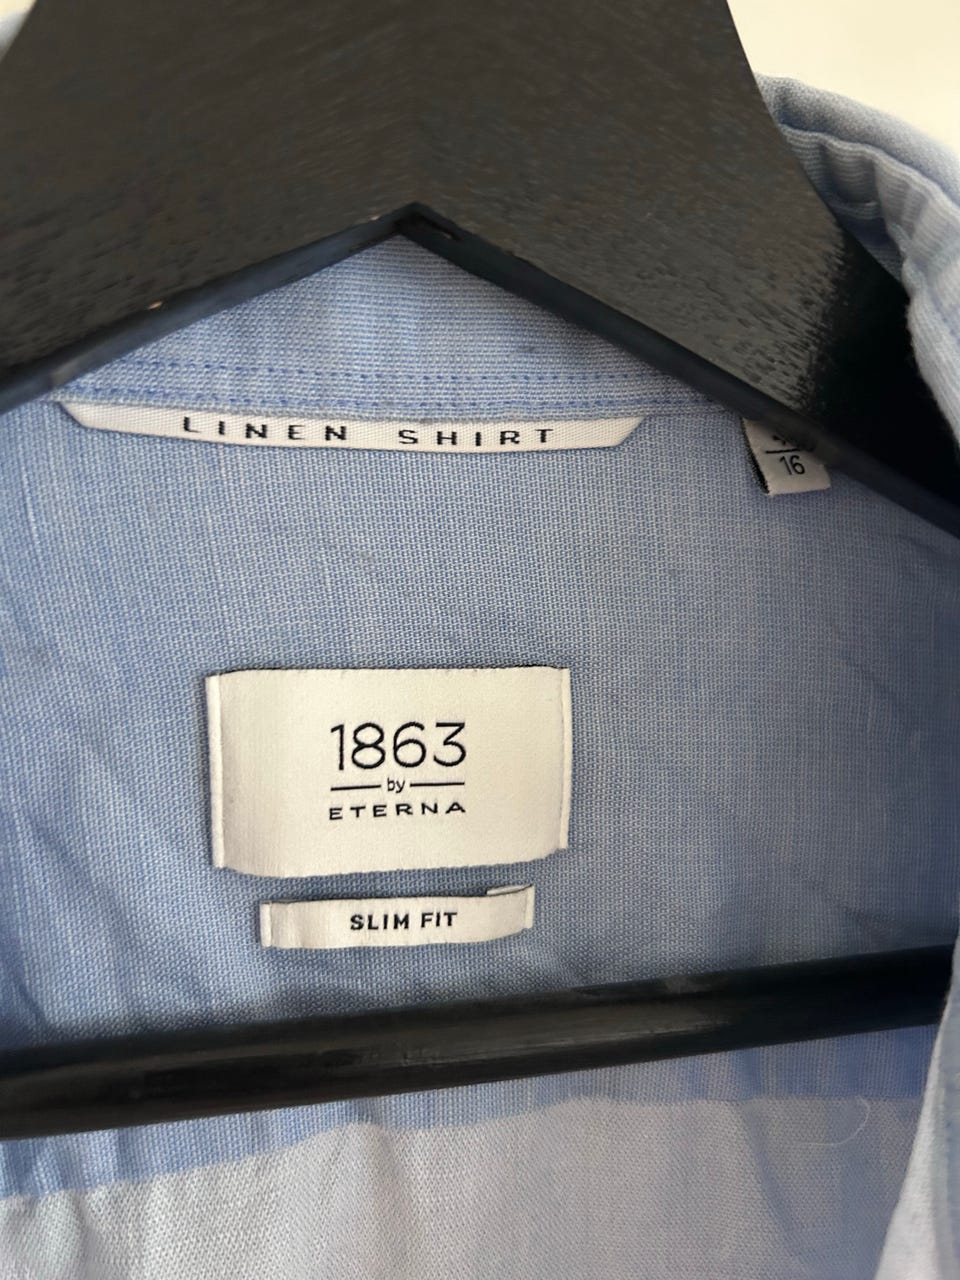 LINEN SHIRT
16
1863
by
ETERNA
SLIM FIT